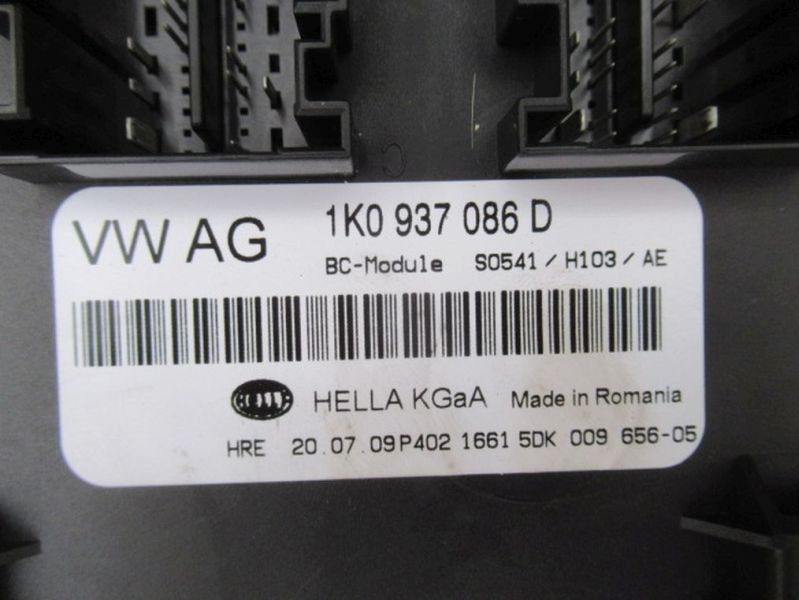 VW AG 1K0 937 086 D
BC-Module S0541 / H103 / AE
HELLA KGaA Made in Romania
HRE 20.07.09P402 1661 5DK 009 656-05